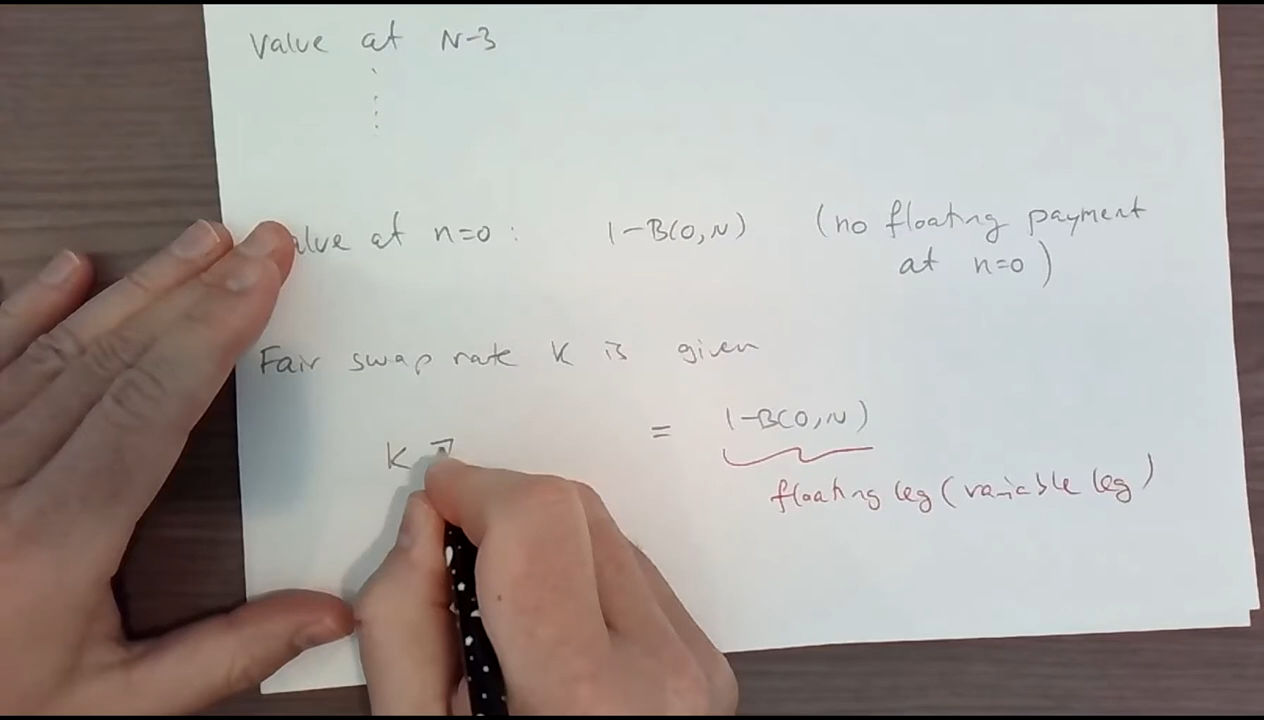 Value at N-3
alue at n=0 : 1-B(0,N) (no floating payment
at n=0)
Fair swap rate K is given
K = 1-B(0,N)
floating leg (variable leg)